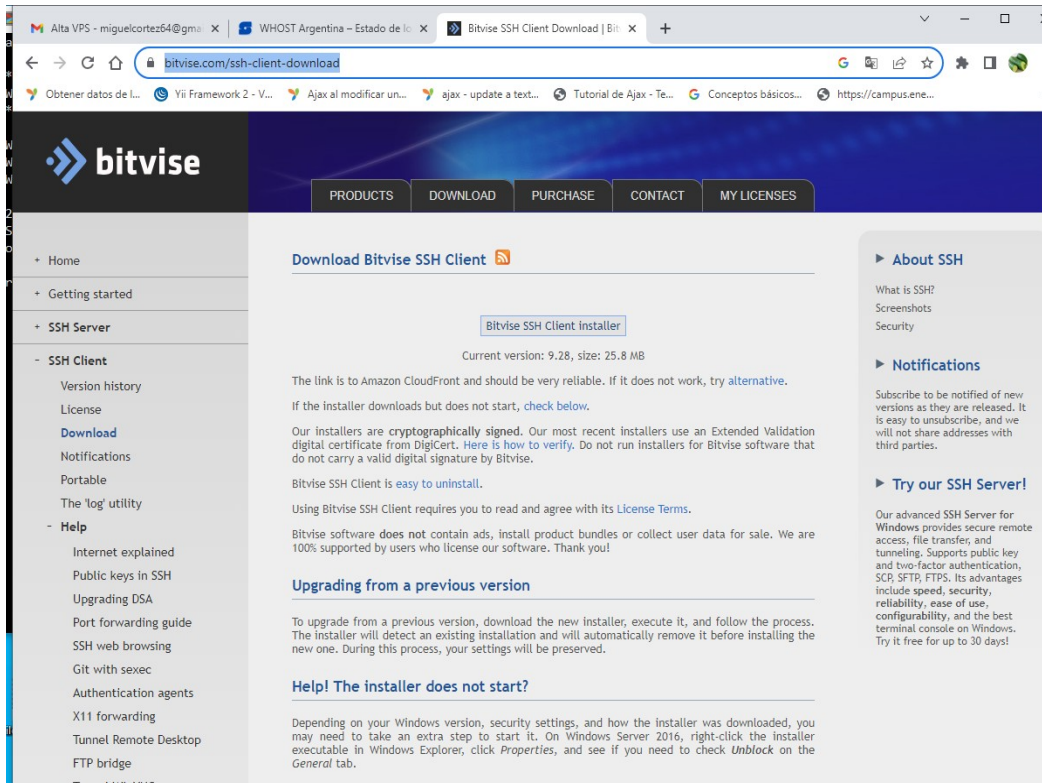 Alta VPS - miguelcortez64@gma
WHOST Argentina – Estado de lo
Bitvise SSH Client Download | Bit
bitvise.com/ssh-client-download
Obtener datos de l...
Yii Framework 2 - V...
Ajax al modificar un...
ajax - update a text...
Tutorial de Ajax - Te...
Conceptos básicos...
https://campus.ene...
bitvise
PRODUCTS
DOWNLOAD
PURCHASE
CONTACT
MY LICENSES
+ Home
+ Getting started
+ SSH Server
- SSH Client
Version history
License
Download
Notifications
Portable
The 'log' utility
- Help
Internet explained
Public keys in SSH
Upgrading DSA
Port forwarding guide
SSH web browsing
Git with sexec
Authentication agents
X11 forwarding
Tunnel Remote Desktop
FTP bridge
Download Bitvise SSH Client
Bitvise SSH Client installer
Current version: 9.28, size: 25.8 MB
The link is to Amazon CloudFront and should be very reliable. If it does not work, try alternative.
If the installer downloads but does not start, check below.
Our installers are cryptographically signed. Our most recent installers use an Extended Validation
digital certificate from DigiCert. Here is how to verify. Do not run installers for Bitvise software that
do not carry a valid digital signature by Bitvise.
Bitvise SSH Client is easy to uninstall.
Using Bitvise SSH Client requires you to read and agree with its License Terms.
Bitvise software does not contain ads, install product bundles or collect user data for sale. We are
100% supported by users who license our software. Thank you!
Upgrading from a previous version
To upgrade from a previous version, download the new installer, execute it, and follow the process.
The installer will detect an existing installation and will automatically remove it before installing the
new one. During this process, your settings will be preserved.
Help! The installer does not start?
Depending on your Windows version, security settings, and how the installer was downloaded, you
may need to take an extra step to start it. On Windows Server 2016, right-click the installer
executable in Windows Explorer, click Properties, and see if you need to check Unblock on the
General tab.
About SSH
What is SSH?
Screenshots
Security
Notifications
Subscribe to be notified of new
versions as they are released. It
is easy to unsubscribe, and we
will not share addresses with
third parties.
Try our SSH Server!
Our advanced SSH Server for
Windows provides secure remote
access, file transfer, and
tunneling. Supports public key
and two-factor authentication,
SCP, SFTP, FTPS. Its advantages
include speed, security,
reliability, ease of use,
configurability, and the best
terminal console on Windows.
Try it free for up to 30 days!